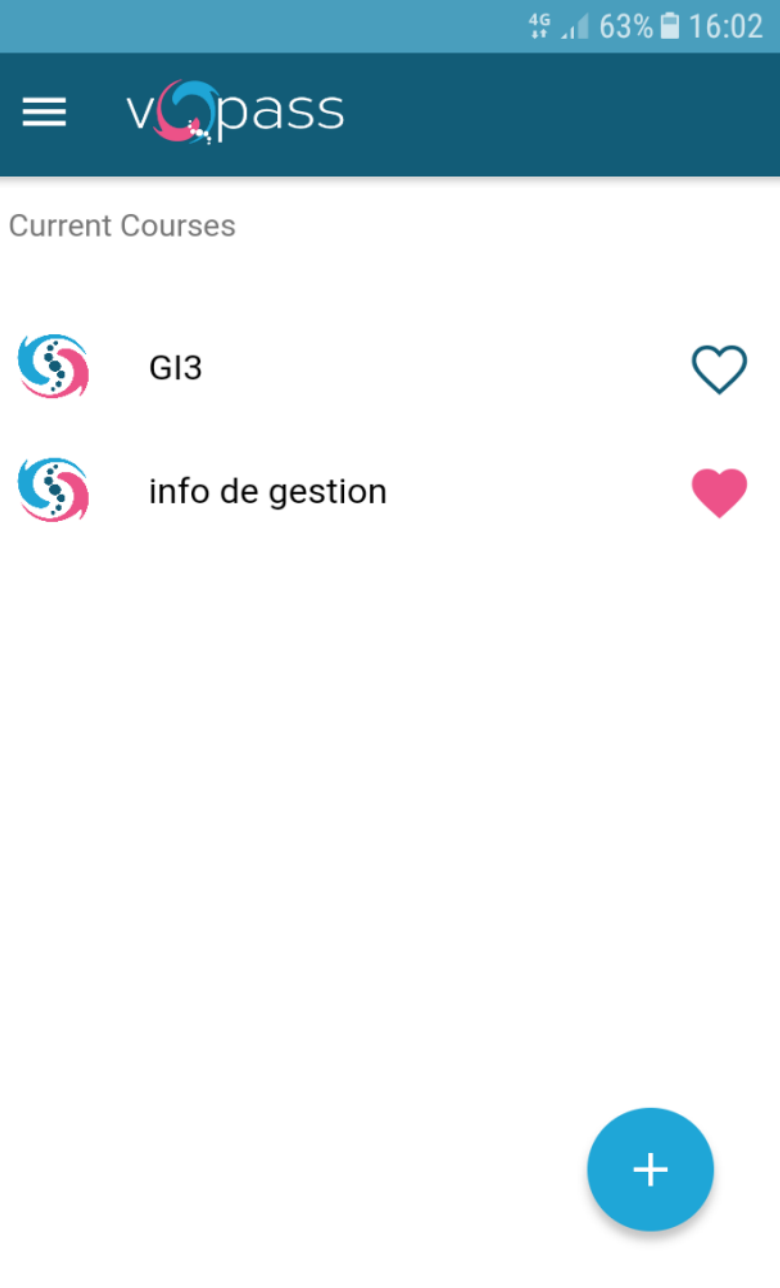 4G 63% 16:02
vopass
Current Courses
GI3
info de gestion
+